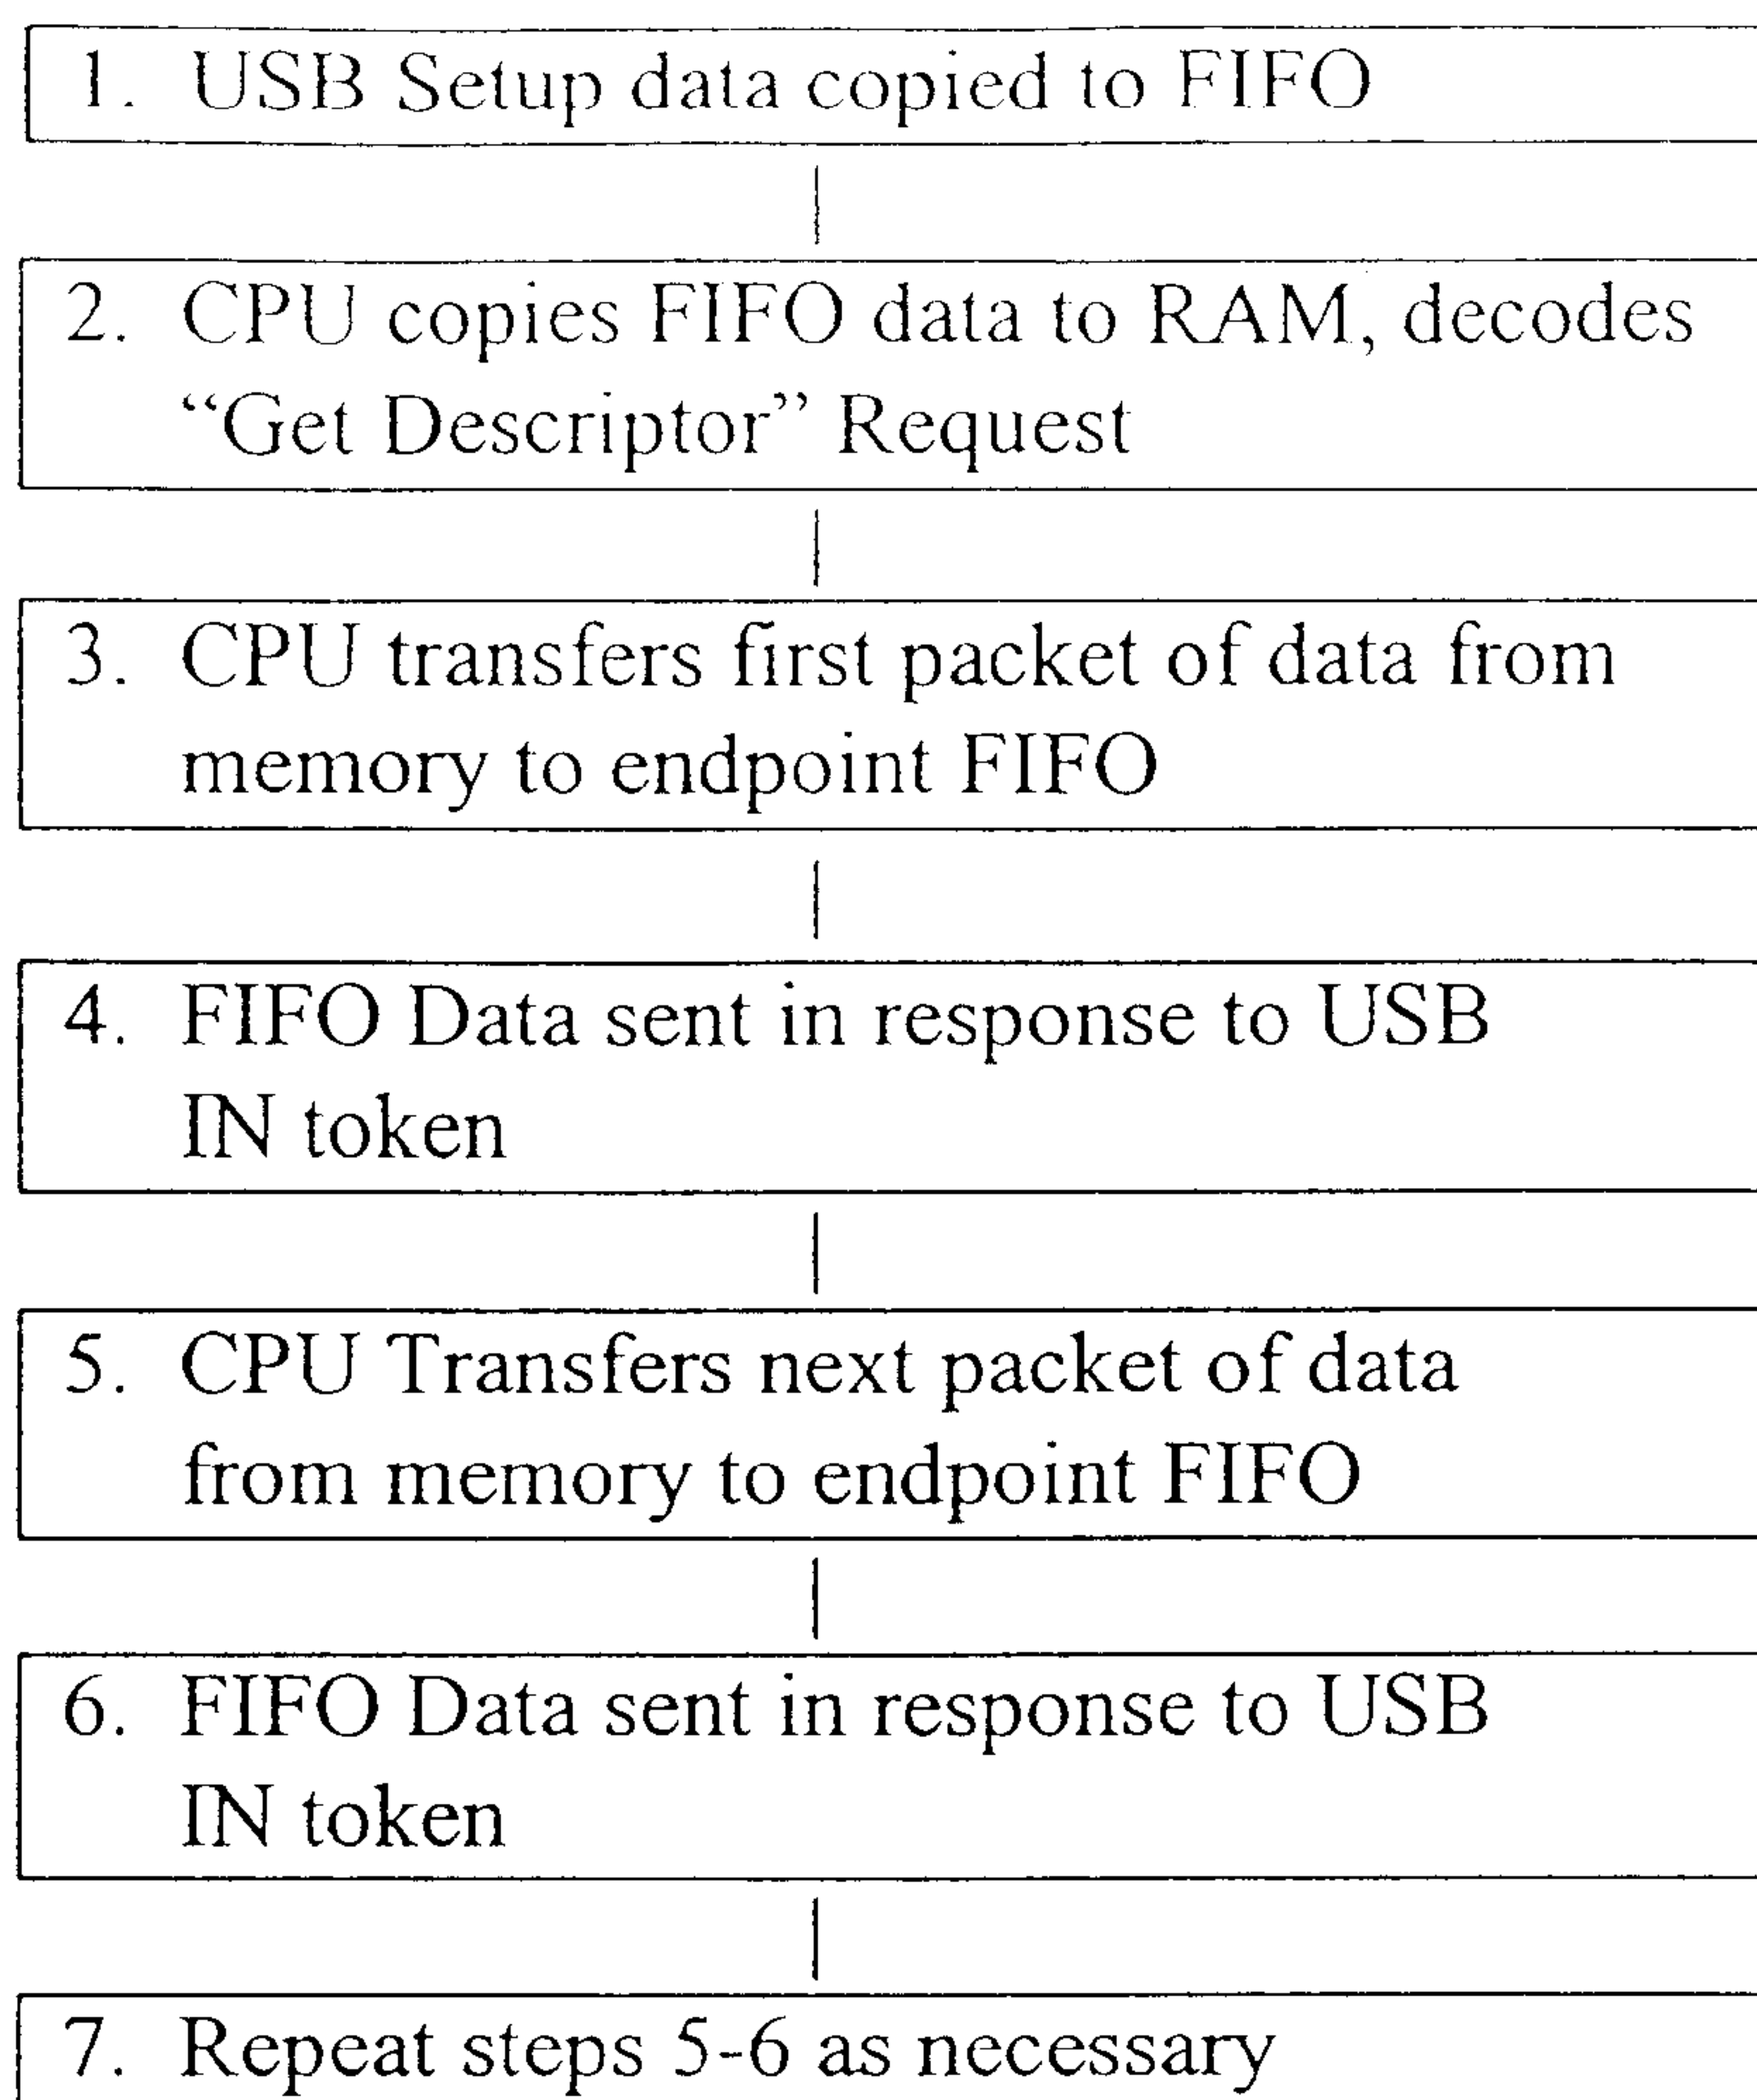 1. USB Setup data copied to FIFO
2. CPU copies FIFO data to RAM, decodes
“Get Descriptor” Request
3. CPU transfers first packet of data from
memory to endpoint FIFO
4. FIFO Data sent in response to USB
IN token
5. CPU Transfers next packet of data
from memory to endpoint FIFO
6. FIFO Data sent in response to USB
IN token
7. Repeat steps 5-6 as necessary